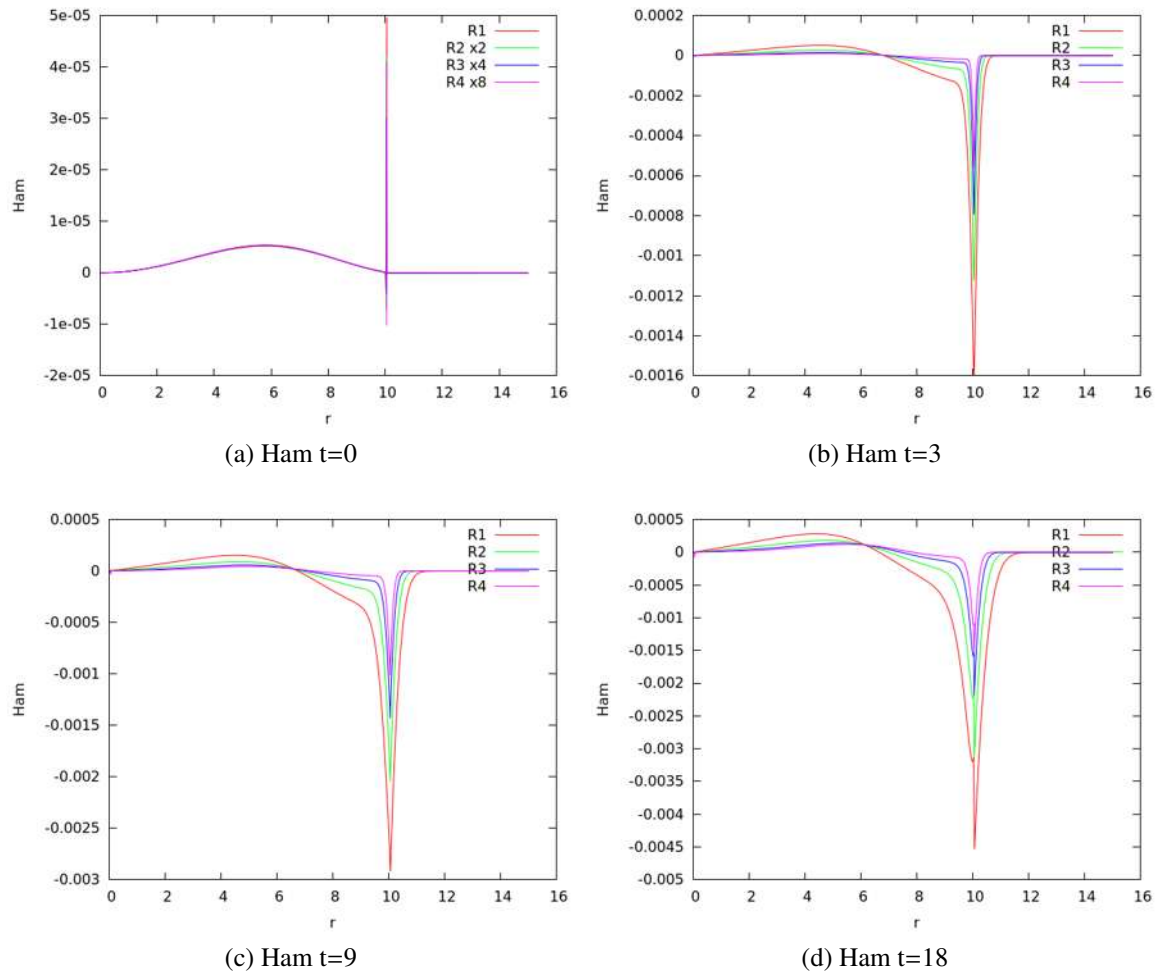 5e-05
4e-05
3e-05
2e-05
1e-05
0
-1e-05
-2e-05
Ham
R1
R2 x2
R3 x4
R4 x8
0 2 4 6 8 10 12 14 16
r
(a) Ham t=0
0.0002
0
-0.0002
-0.0004
-0.0006
-0.0008
-0.001
-0.0012
-0.0014
-0.0016
Ham
R1
R2
R3
R4
0 2 4 6 8 10 12 14 16
r
(b) Ham t=3
0.0005
0
-0.0005
-0.001
-0.0015
-0.002
-0.0025
-0.003
Ham
R1
R2
R3
R4
0 2 4 6 8 10 12 14 16
r
(c) Ham t=9
0.0005
0
-0.0005
-0.001
-0.0015
-0.002
-0.0025
-0.003
-0.0035
-0.004
-0.0045
-0.005
Ham
R1
R2
R3
R4
0 2 4 6 8 10 12 14 16
r
(d) Ham t=18